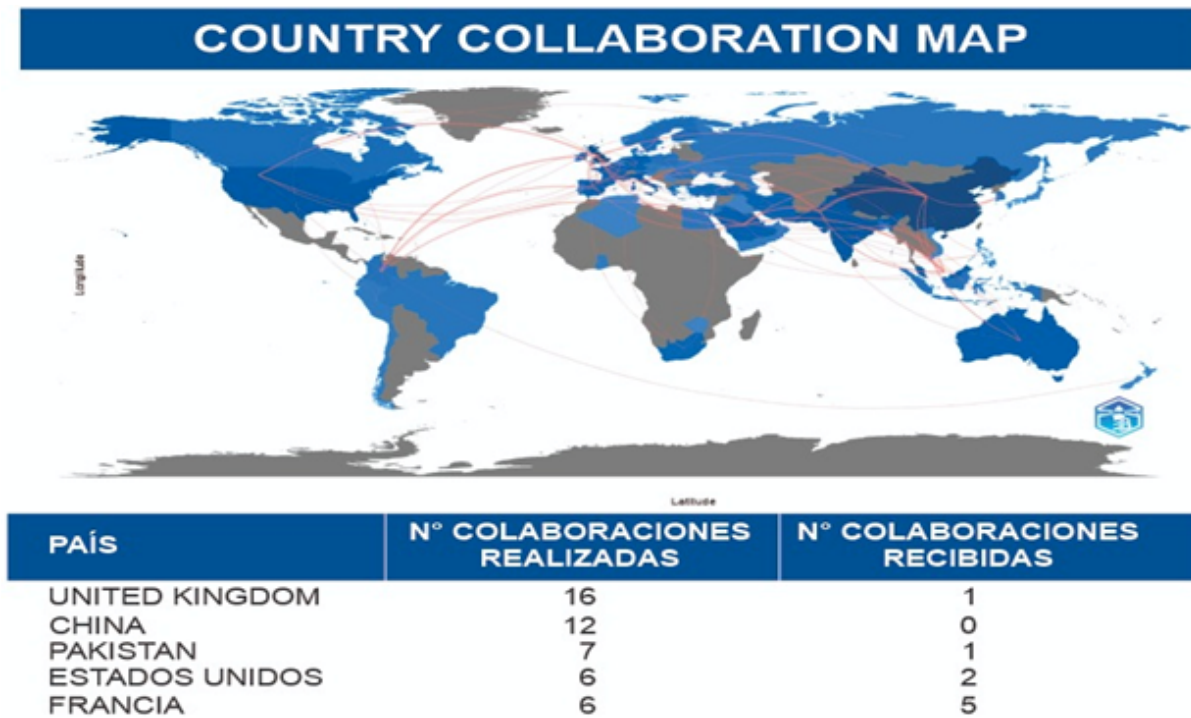 COUNTRY COLLABORATION MAP
Longitude
Latitude
PAÍS
N° COLABORACIONES
REALIZADAS
N° COLABORACIONES
RECIBIDAS
UNITED KINGDOM 16 1
CHINA 12 0
PAKISTAN 7 1
ESTADOS UNIDOS 6 2
FRANCIA 6 5